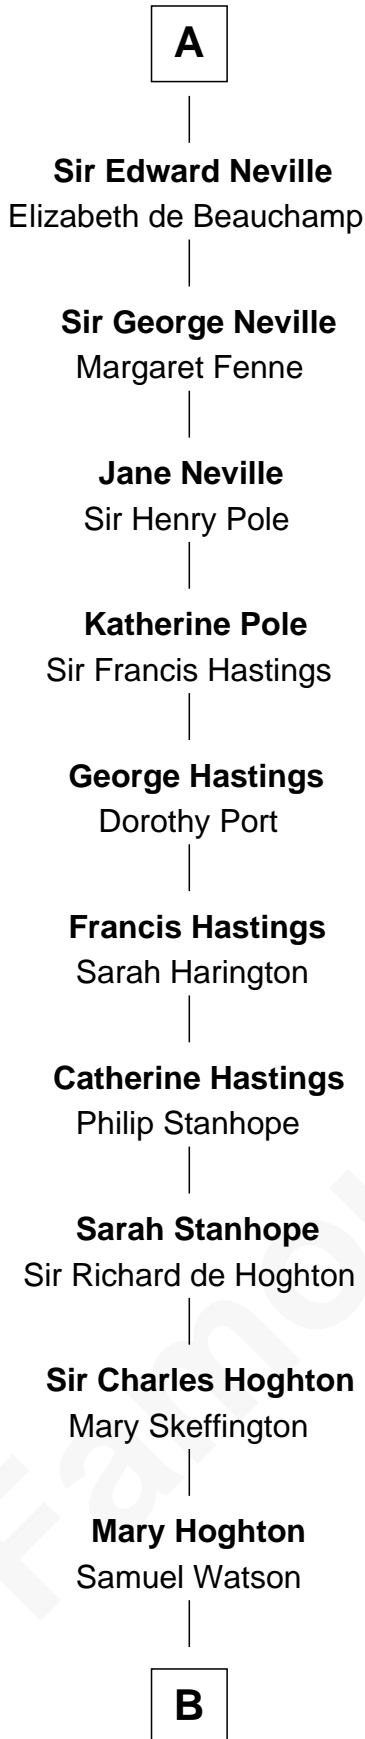 A
Sir Edward Neville
Elizabeth de Beauchamp
Sir George Neville
Margaret Fenne
Jane Neville
Sir Henry Pole
Katherine Pole
Sir Francis Hastings
George Hastings
Dorothy Port
Francis Hastings
Sarah Harington
Catherine Hastings
Philip Stanhope
Sarah Stanhope
Sir Richard de Hoghton
Sir Charles Hoghton
Mary Skeffington
Mary Hoghton
Samuel Watson
B